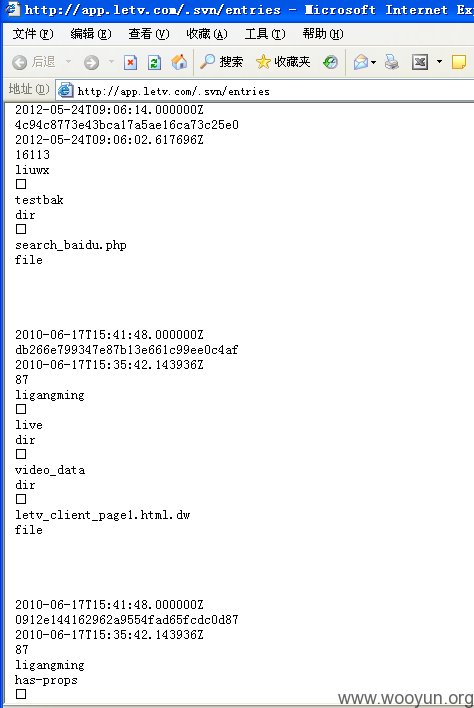 http://app.letv.com/.svn/entries - Microsoft Internet Exp
文件(F) 编辑(E) 查看(V) 收藏(A) 工具(T) 帮助(H)
后退 搜索 收藏夹
地址(D) http://app.letv.com/.svn/entries
2012-05-24T09:06:14.000000Z
4c94c8773e43bca17a5ae16ca73c25e0
2012-05-24T09:06:02.617696Z
16113
liuwx
□
testbak
dir
□
search_baidu.php
file
2010-06-17T15:41:48.000000Z
db266e799347e87b13e661c99ee0c4af
2010-06-17T15:35:42.143936Z
87
ligangming
□
live
dir
□
video_data
dir
□
letv_client_page1.html.dw
file
2010-06-17T15:41:48.000000Z
0912e144162962a9554fad65fcdc0d87
2010-06-17T15:35:42.143936Z
87
ligangming
has-props
□
www.wooyun.org